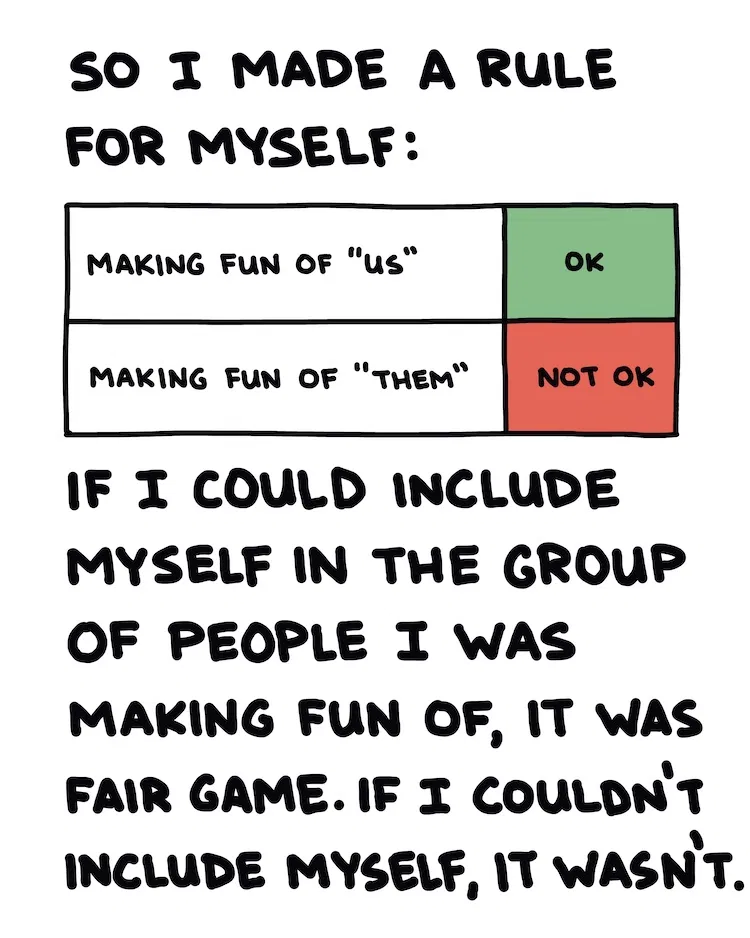 SO I MADE A RULE
FOR MYSELF:
MAKING FUN OF "US"
OK
MAKING FUN OF "THEM"
NOT OK
IF I COULD INCLUDE
MYSELF IN THE GROUP
OF PEOPLE I WAS
MAKING FUN OF, IT WAS
FAIR GAME. IF I COULDN'T
INCLUDE MYSELF, IT WASN'T.